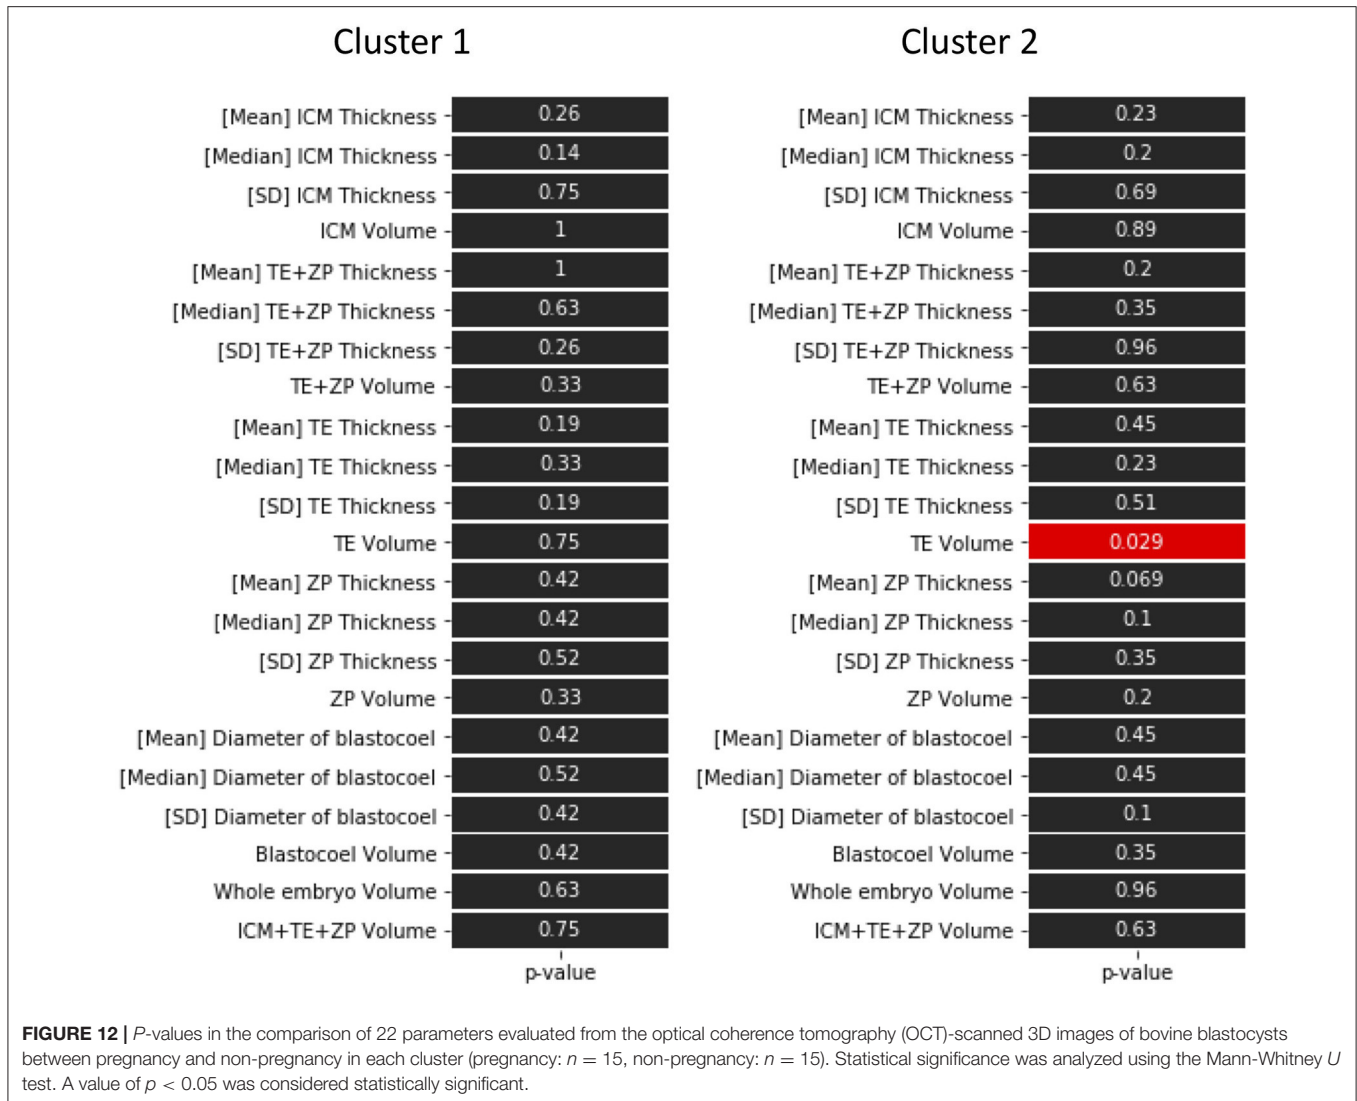 Cluster 1
[Mean] ICM Thickness - 0.26
[Median] ICM Thickness - 0.14
[SD] ICM Thickness - 0.75
ICM Volume - 1
[Mean] TE+ZP Thickness - 1
[Median] TE+ZP Thickness - 0.63
[SD] TE+ZP Thickness - 0.26
TE+ZP Volume - 0.33
[Mean] TE Thickness - 0.19
[Median] TE Thickness - 0.33
[SD] TE Thickness - 0.19
TE Volume - 0.75
[Mean] ZP Thickness - 0.42
[Median] ZP Thickness - 0.42
[SD] ZP Thickness - 0.52
ZP Volume - 0.33
[Mean] Diameter of blastocoel - 0.42
[Median] Diameter of blastocoel - 0.52
[SD] Diameter of blastocoel - 0.42
Blastocoel Volume - 0.42
Whole embryo Volume - 0.63
ICM+TE+ZP Volume - 0.75
p-value
Cluster 2
[Mean] ICM Thickness - 0.23
[Median] ICM Thickness - 0.2
[SD] ICM Thickness - 0.69
ICM Volume - 0.89
[Mean] TE+ZP Thickness - 0.2
[Median] TE+ZP Thickness - 0.35
[SD] TE+ZP Thickness - 0.96
TE+ZP Volume - 0.63
[Mean] TE Thickness - 0.45
[Median] TE Thickness - 0.23
[SD] TE Thickness - 0.51
TE Volume - 0.029
[Mean] ZP Thickness - 0.069
[Median] ZP Thickness - 0.1
[SD] ZP Thickness - 0.35
ZP Volume - 0.2
[Mean] Diameter of blastocoel - 0.45
[Median] Diameter of blastocoel - 0.45
[SD] Diameter of blastocoel - 0.1
Blastocoel Volume - 0.35
Whole embryo Volume - 0.96
ICM+TE+ZP Volume - 0.63
p-value
FIGURE 12 | P-values in the comparison of 22 parameters evaluated from the optical coherence tomography (OCT)-scanned 3D images of bovine blastocysts
between pregnancy and non-pregnancy in each cluster (pregnancy: n = 15, non-pregnancy: n = 15). Statistical significance was analyzed using the Mann-Whitney U
test. A value of p < 0.05 was considered statistically significant.